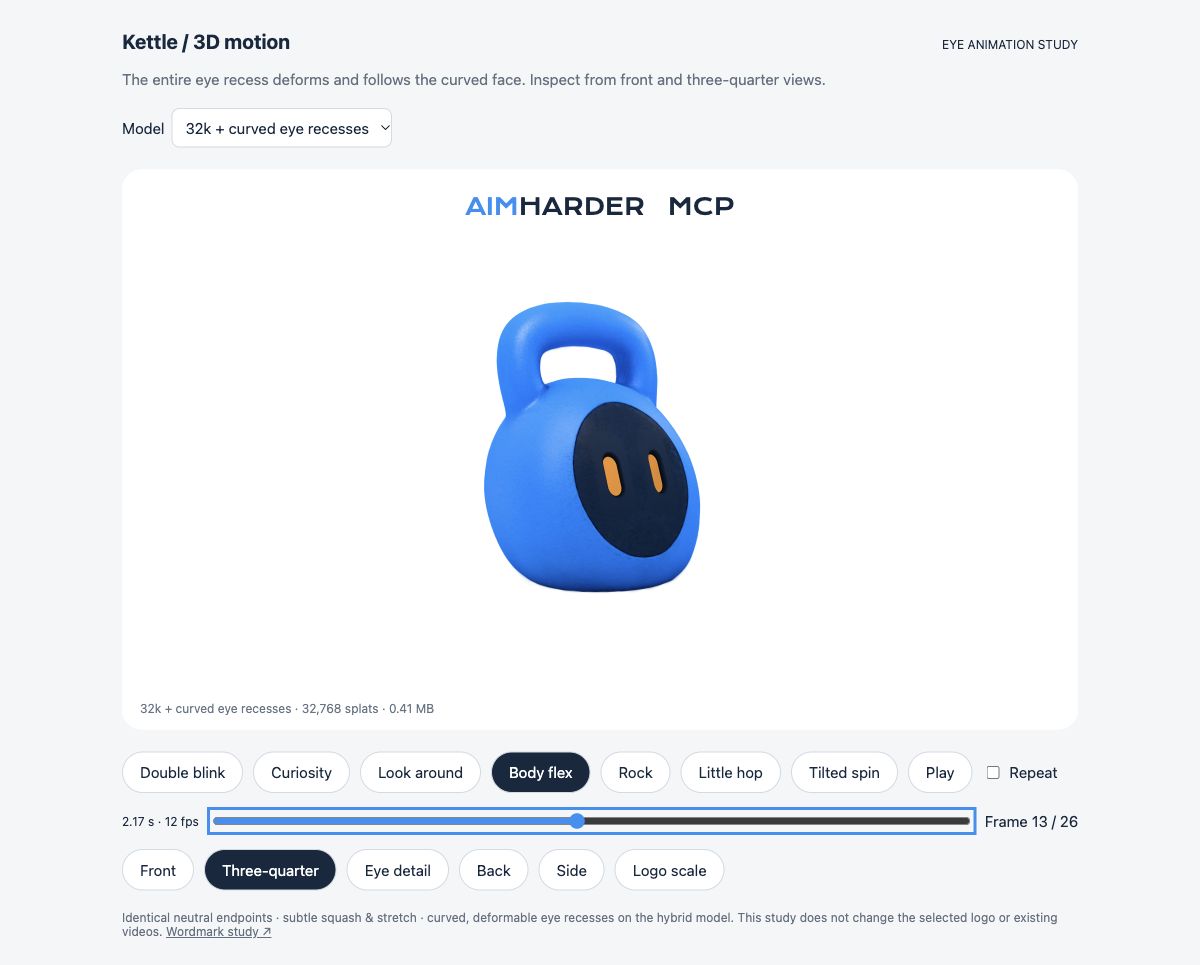 Kettle / 3D motion
EYE ANIMATION STUDY
The entire eye recess deforms and follows the curved face. Inspect from front and three-quarter views.
Model 32k + curved eye recesses
AIMHARDER MCP
32k + curved eye recesses · 32,768 splats · 0.41 MB
Double blink Curiosity Look around Body flex Rock Little hop Tilted spin Play Repeat
2.17 s · 12 fps Frame 13 / 26
Front Three-quarter Eye detail Back Side Logo scale
Identical neutral endpoints · subtle squash & stretch · curved, deformable eye recesses on the hybrid model. This study does not change the selected logo or existing
videos. Wordmark study ↗